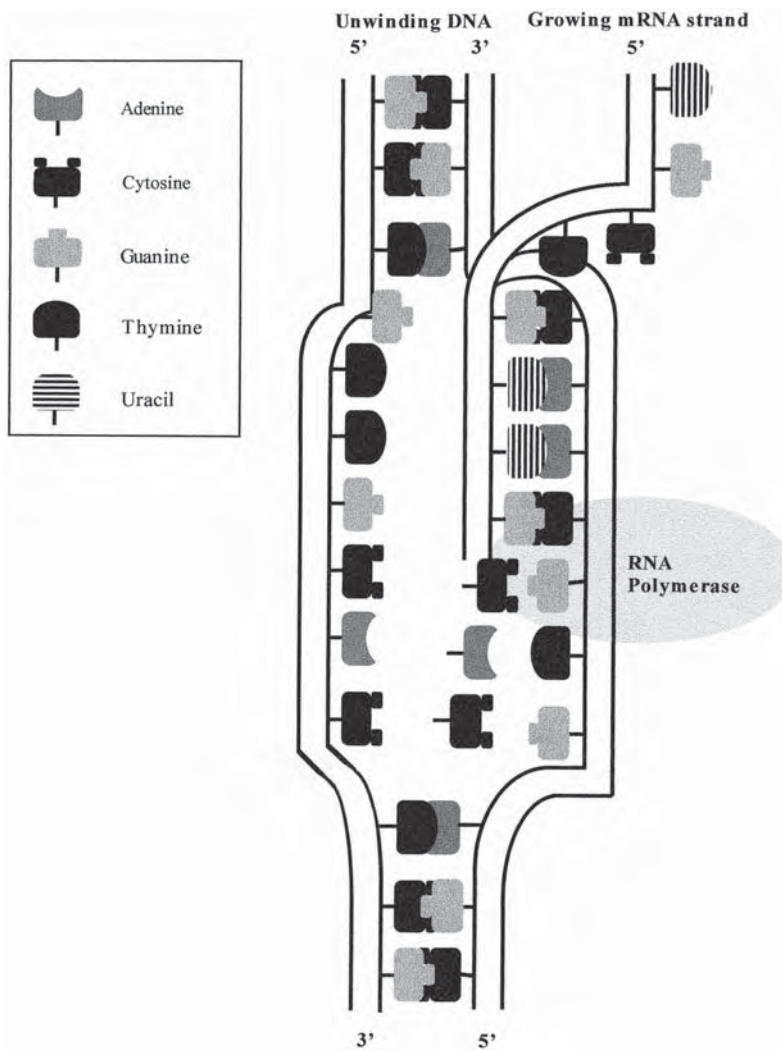 Unwinding DNA Growing mRNA strand
5’ 3’ 5’
Adenine
Cytosine
Guanine
Thymine
Uracil
RNA
Polymerase
3’ 5’